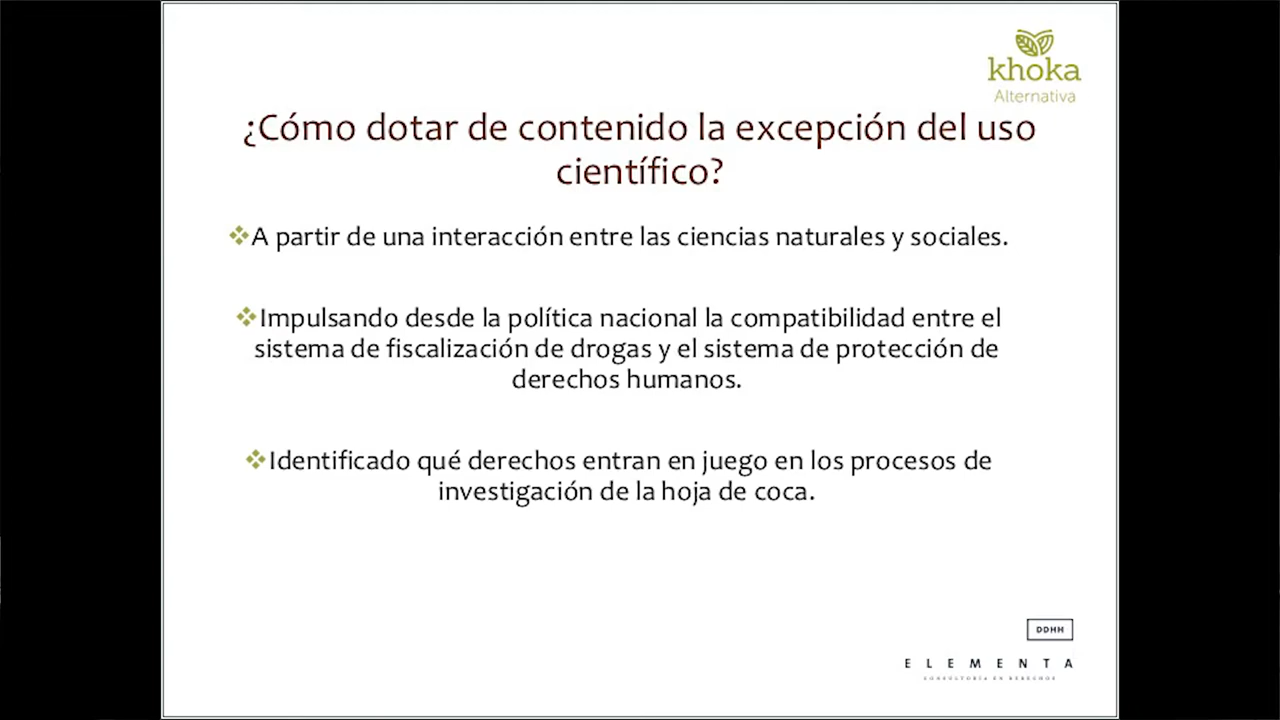 khoka
Alternativa
¿Cómo dotar de contenido la excepción del uso
científico?
A partir de una interacción entre las ciencias naturales y sociales.
Impulsando desde la política nacional la compatibilidad entre el
sistema de fiscalización de drogas y el sistema de protección de
derechos humanos.
Identificado qué derechos entran en juego en los procesos de
investigación de la hoja de coca.
DDHH
ELEMENTA
CONSULTORÍA EN DERECHOS